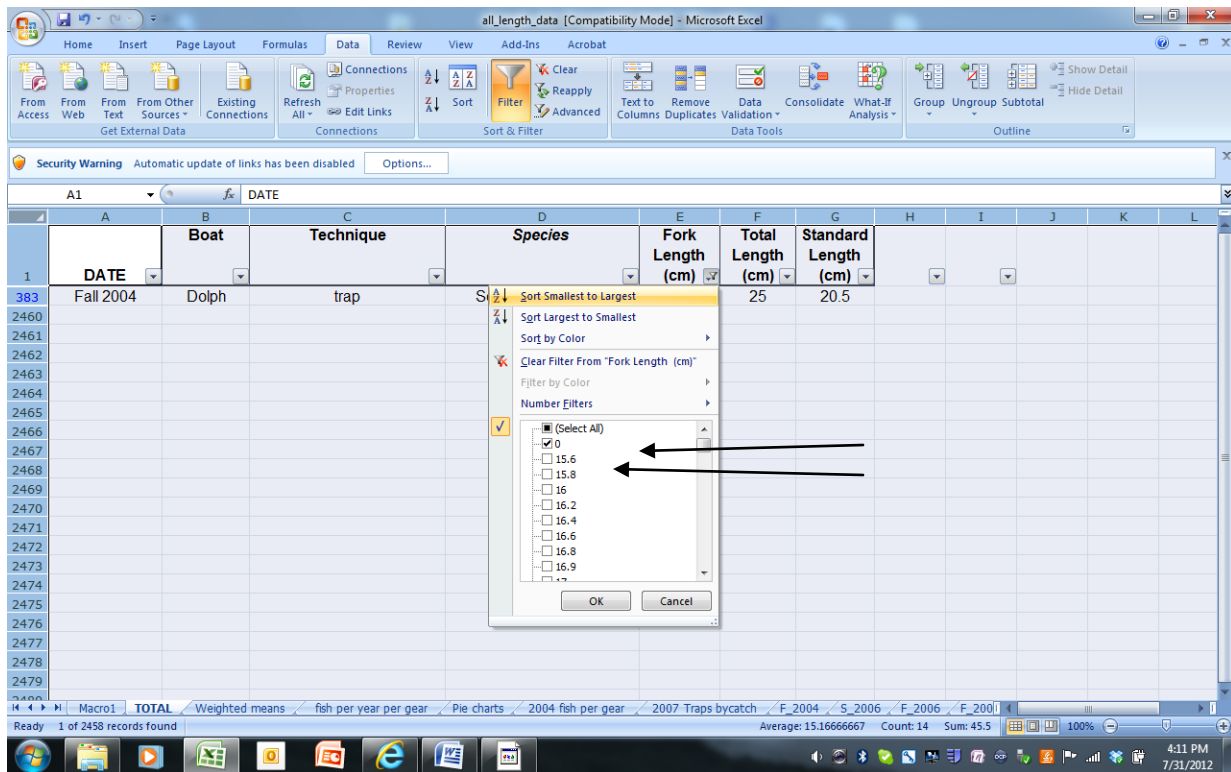 all_length_data [Compatibility Mode] - Microsoft Excel
Home Insert Page Layout Formulas Data Review View Add-Ins Acrobat
From Access
From Web
From Text
From Other Sources
Existing Connections
Get External Data
Refresh All
Connections
Properties
Edit Links
Connections
Sort
Filter
Clear
Reapply
Advanced
Sort & Filter
Text to Columns
Remove Duplicates
Data Validation
Consolidate
What-If Analysis
Data Tools
Group
Ungroup
Subtotal
Show Detail
Hide Detail
Outline
Security Warning Automatic update of links has been disabled Options...
A1 fx DATE
A B C D E F G H I J K L
1 DATE Boat Technique Species Fork Length (cm) Total Length (cm) Standard Length (cm)
383 Fall 2004 Dolph trap S 25 20.5
2460
2461
2462
2463
2464
2465
2466
2467
2468
2469
2470
2471
2472
2473
2474
2475
2476
2477
2478
2479
Sort Smallest to Largest
Sort Largest to Smallest
Sort by Color
Clear Filter From "Fork Length (cm)"
Filter by Color
Number Filters
(Select All)
0
15.6
15.8
16
16.2
16.4
16.6
16.8
16.9
17
OK Cancel
Macro1 TOTAL Weighted means fish per year per gear Pie charts 2004 fish per gear 2007 Traps bycatch F_2004 S_2006 F_2006 F_200
Ready 1 of 2458 records found Average: 15.16666667 Count: 14 Sum: 45.5 100%
4:11 PM
7/31/2012